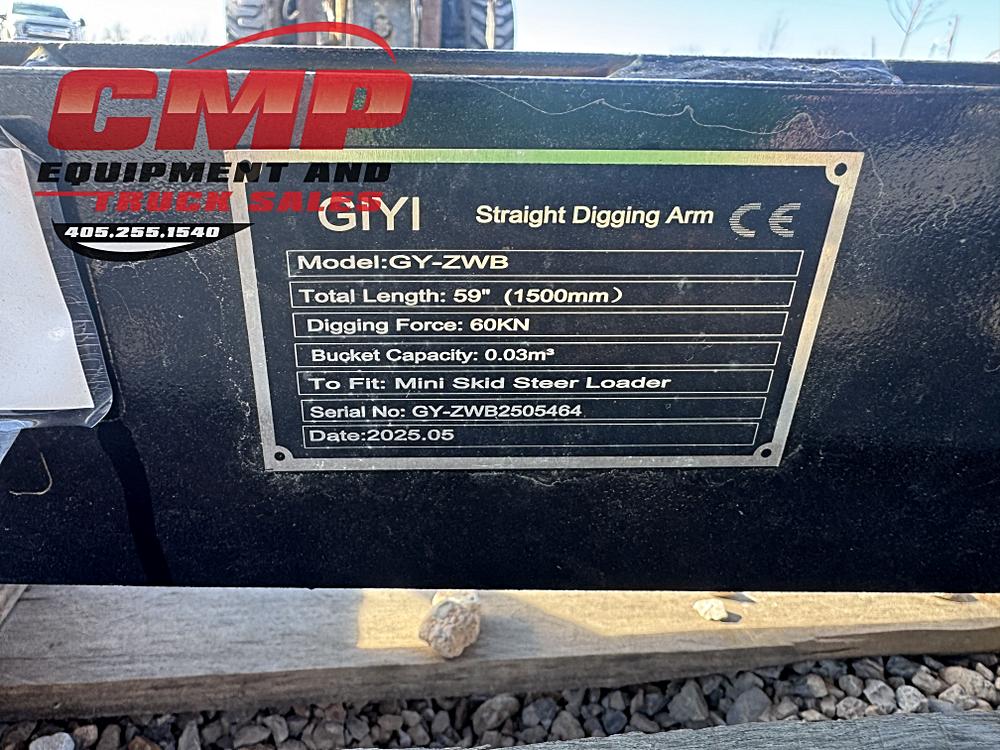 CMP
EQUIPMENT AND
TRUCK SALES
405.255.1540
GIYI Straight Digging Arm CE
Model:GY-ZWB
Total Length: 59" (1500mm）
Digging Force: 60KN
Bucket Capacity: 0.03m³
To Fit: Mini Skid Steer Loader
Serial No: GY-ZWB2505464
Date:2025.05